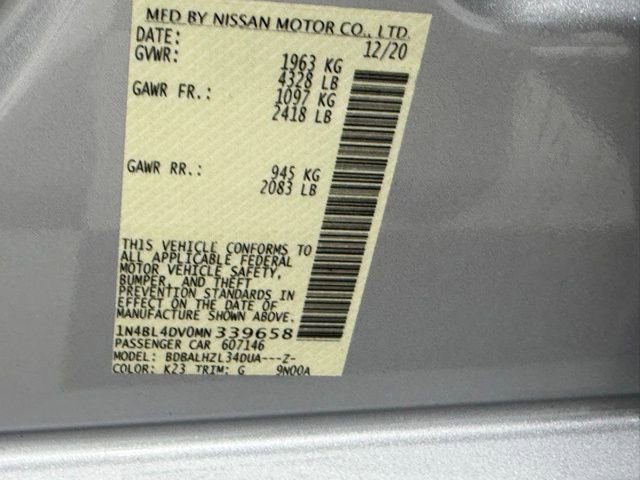 MFD BY NISSAN MOTOR CO., LTD.
DATE: 12/20
GVWR: 1963 KG
4328 LB
GAWR FR.: 1097 KG
2418 LB
GAWR RR.: 945 KG
2083 LB
THIS VEHICLE CONFORMS TO
ALL APPLICABLE FEDERAL
MOTOR VEHICLE SAFETY,
BUMPER, AND THEFT
PREVENTION STANDARDS IN
EFFECT ON THE DATE OF
MANUFACTURE SHOWN ABOVE.
1N4BL4DV0MN 339658
PASSENGER CAR 607146
MODEL: BDBALHZL34DUA---Z-
COLOR: K23 TRIM: G 9N00A